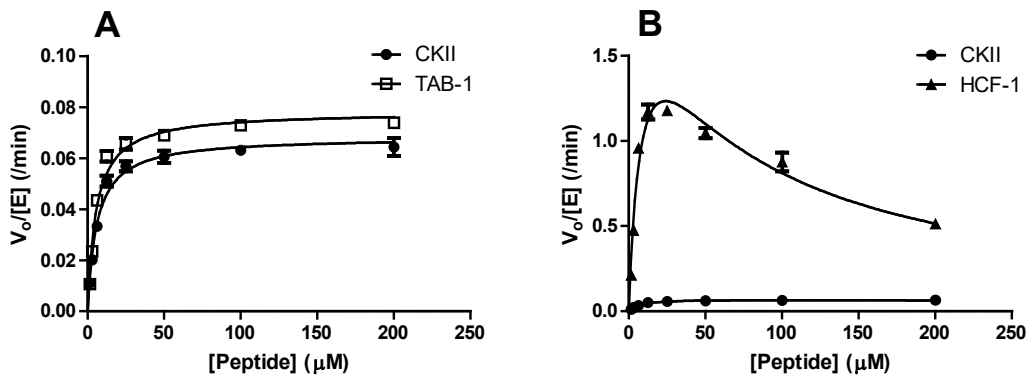 A
CKII
TAB-1
0.10
0.08
0.06
0.04
0.02
0.00
0
50
100
150
200
Vo/[E] (/min)
[Peptide] (μM)
B
CKII
HCF-1
1.5
1.0
0.5
0.0
0
50
100
150
200
Vo/[E] (/min)
[Peptide] (μM)